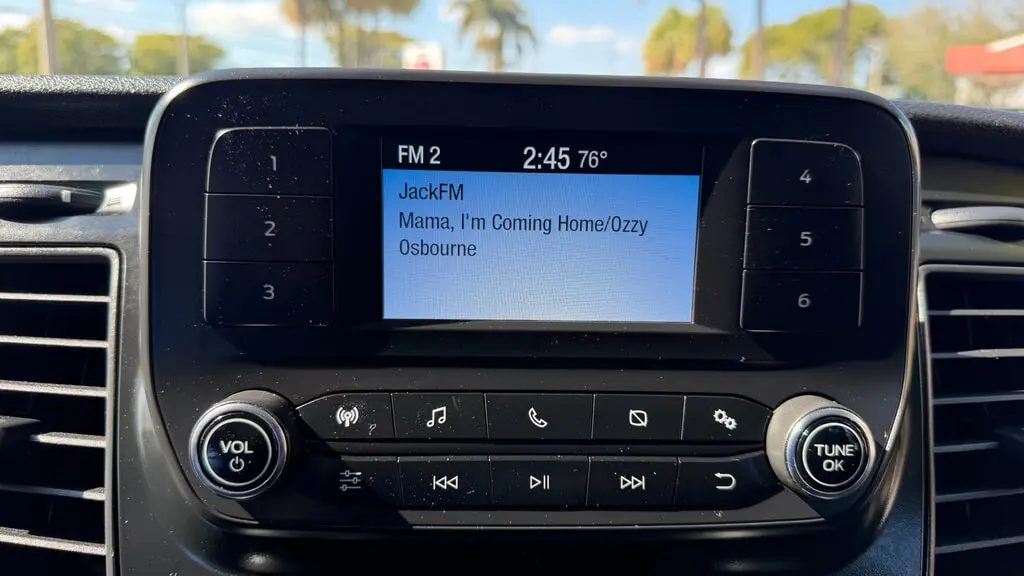 FM 2 2:45 76°
JackFM
Mama, I'm Coming Home/Ozzy
Osbourne
1
2
3
4
5
6
VOL
TUNE
OK